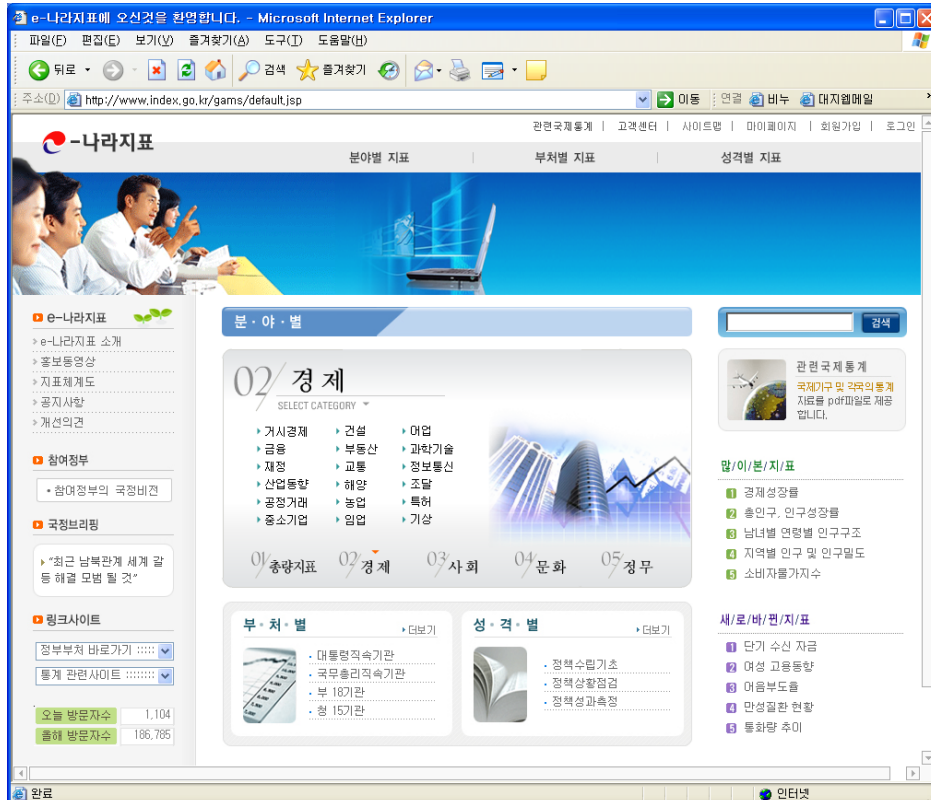 e-나라지표에 오신것을 환영합니다. - Microsoft Internet Explorer
파일(F) 편집(E) 보기(V) 즐겨찾기(A) 도구(T) 도움말(H)
뒤로 검색 즐겨찾기
주소(D) http://www.index.go.kr/gams/default.jsp 이동 연결 비누 대지웹메일 »
관련국제통계 | 고객센터 | 사이트맵 | 마이페이지 | 회원가입 | 로그인
e-나라지표
분야별 지표 | 부처별 지표 | 성격별 지표
e-나라지표
e-나라지표 소개
홍보동영상
지표체계도
공지사항
개선의견
참여정부
• 참여정부의 국정비전
국정브리핑
“최근 남북관계 세계 갈
등 해결 모범 될 것”
링크사이트
정부부처 바로가기 :::::
통계 관련사이트 ::::::::
오늘 방문자수 1,104
올해 방문자수 186,785
분·야·별
02/ 경제
SELECT CATEGORY
거시경제 건설 어업
금융 부동산 과학기술
재정 교통 정보통신
산업동향 해양 조달
공정거래 농업 특허
중소기업 임업 기상
01/총량지표 02/경제 03/사회 04/문화 05/정무
부·처·별 더보기
· 대통령직속기관
· 국무총리직속기관
· 부 18기관
· 청 15기관
성·격·별 더보기
· 정책수립기초
· 정책상황점검
· 정책성과측정
검색
관련국제통계
국제기구 및 각국의 통계
자료를 pdf파일로 제공
합니다.
많/이/본/지/표
1 경제성장률
2 총인구, 인구성장률
3 남녀별 연령별 인구구조
4 지역별 인구 및 인구밀도
5 소비자물가지수
새/로/바/뀐/지/표
1 단기 수신 자금
2 여성 고용동향
3 어음부도율
4 만성질환 현황
5 통화량 추이
완료 인터넷